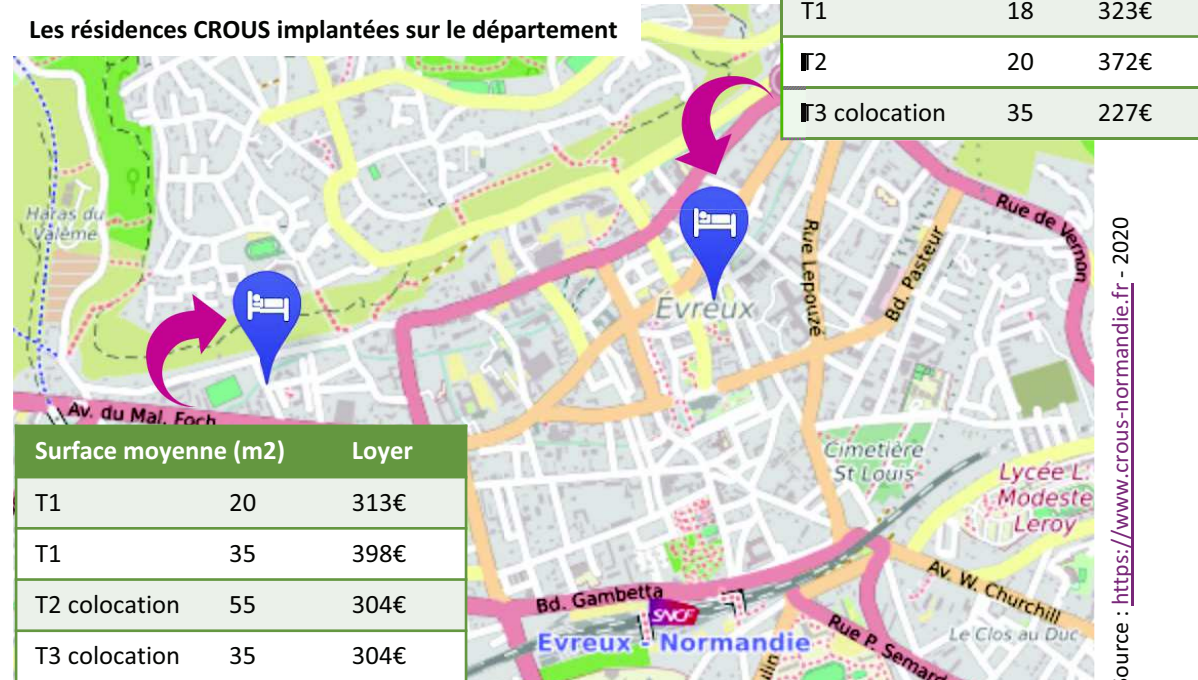 Les résidences CROUS implantées sur le département
T1 18 323€
T2 20 372€
T3 colocation 35 227€
Haras du
Valème
Evreux
Rue Lepouzé
Bd. Pasteur
Rue de Vernon
Av. du Mal. Foch
Surface moyenne (m2) Loyer
T1 20 313€
T1 35 398€
T2 colocation 55 304€
T3 colocation 35 304€
Cimetière
St Louis
Lycée L.
Modeste
Leroy
Bd. Gambetta
SNCF
Evreux - Normandie
Av. W. Churchill
Rue P. Semard
Le Clos au Duc
Source : https://www.crous-normandie.fr - 2020